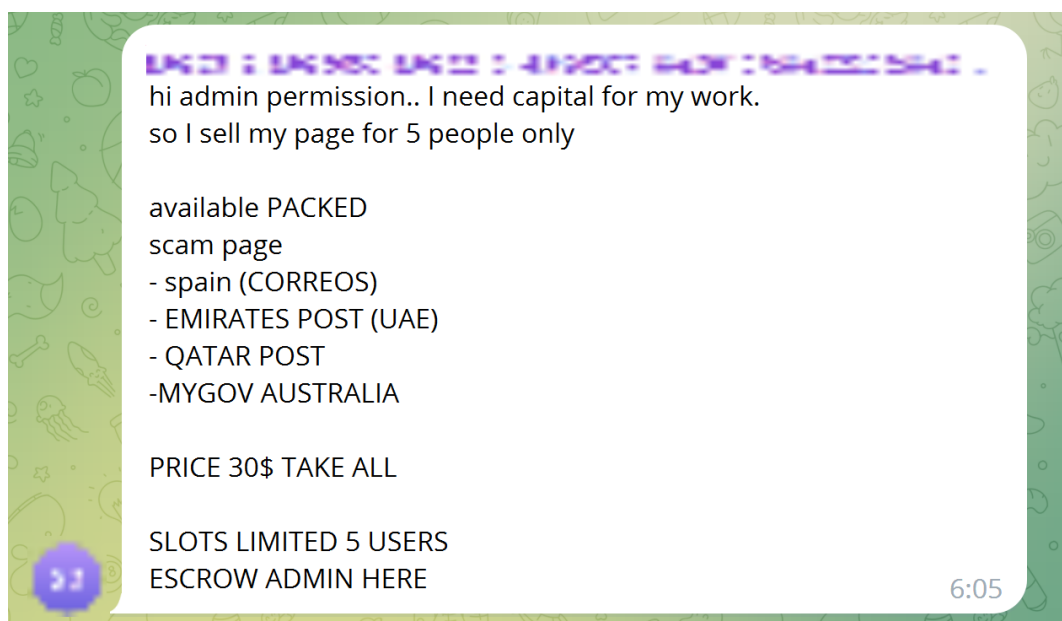 hi admin permission.. I need capital for my work.
so I sell my page for 5 people only
available PACKED
scam page
- spain (CORREOS)
- EMIRATES POST (UAE)
- QATAR POST
-MYGOV AUSTRALIA
PRICE 30$ TAKE ALL
SLOTS LIMITED 5 USERS
ESCROW ADMIN HERE
6:05